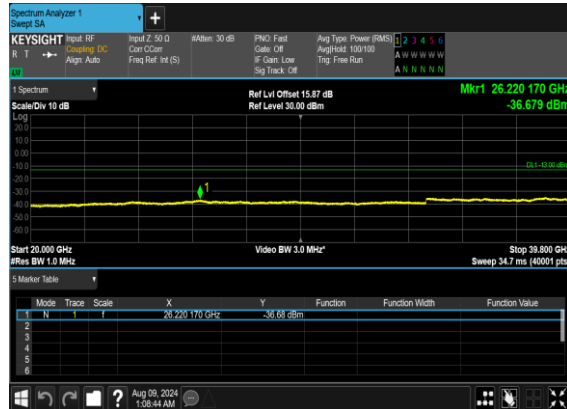 Spectrum Analyzer 1
Swept SA
KEYSIGHT Input: RF Input Z: 50 Ω #Atten: 30 dB PNO: Fast Avg Type: Power (RMS) 1 2 3 4 5 6
R T Coupling: DC Corr CCorr Gate: Off Avg|Hold: 100/100 A W W W W W
Align: Auto Freq Ref: Int (S) IF Gain: Low Trig: Free Run
Sig Track: Off A N N N N N
1 Spectrum Ref Lvl Offset 15.87 dB Mkr1 26.220 170 GHz
Scale/Div 10 dB Ref Level 30.00 dBm -36.679 dBm
Log
20.0
10.0
0.00
-10.0
DL1 -13.00 dBm
-20.0
-30.0
1
-40.0
-50.0
-60.0
Start 20.000 GHz Video BW 3.0 MHz* Stop 39.800 GHz
#Res BW 1.0 MHz Sweep 34.7 ms (40001 pts)
5 Marker Table
Mode Trace Scale X Y Function Function Width Function Value
1 N 1 f 26.220 170 GHz -36.68 dBm
2
3
4
5
6
Aug 09, 2024
1:08:44 AM